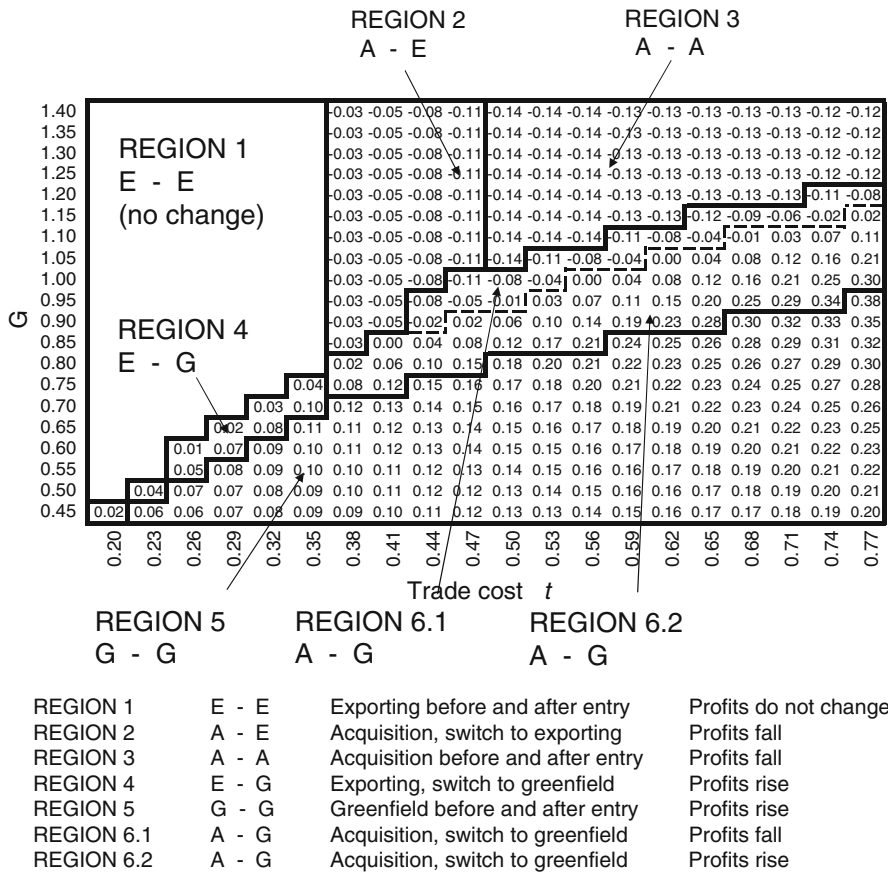 REGION 2
A - E
REGION 3
A - A
REGION 1
E - E
(no change)
REGION 4
E - G
G
1.40 -0.03 -0.05 -0.08 -0.11 -0.14 -0.14 -0.14 -0.13 -0.13 -0.13 -0.13 -0.13 -0.12 -0.12
1.35 -0.03 -0.05 -0.08 -0.11 -0.14 -0.14 -0.14 -0.13 -0.13 -0.13 -0.13 -0.13 -0.12 -0.12
1.30 -0.03 -0.05 -0.08 -0.11 -0.14 -0.14 -0.14 -0.13 -0.13 -0.13 -0.13 -0.13 -0.12 -0.12
1.25 -0.03 -0.05 -0.08 -0.11 -0.14 -0.14 -0.14 -0.13 -0.13 -0.13 -0.13 -0.13 -0.12 -0.12
1.20 -0.03 -0.05 -0.08 -0.11 -0.14 -0.14 -0.14 -0.13 -0.13 -0.13 -0.13 -0.13 -0.11 -0.08
1.15 -0.03 -0.05 -0.08 -0.11 -0.14 -0.14 -0.14 -0.13 -0.13 -0.12 -0.09 -0.06 -0.02 0.02
1.10 -0.03 -0.05 -0.08 -0.11 -0.14 -0.14 -0.14 -0.11 -0.08 -0.04 -0.01 0.03 0.07 0.11
1.05 -0.03 -0.05 -0.08 -0.11 -0.14 -0.11 -0.08 -0.04 0.00 0.04 0.08 0.12 0.16 0.21
1.00 -0.03 -0.05 -0.08 -0.11 -0.08 -0.04 0.00 0.04 0.08 0.12 0.16 0.21 0.25 0.30
0.95 -0.03 -0.05 -0.08 -0.05 -0.01 0.03 0.07 0.11 0.15 0.20 0.25 0.29 0.34 0.38
0.90 -0.03 -0.05 -0.02 0.02 0.06 0.10 0.14 0.19 0.23 0.28 0.30 0.32 0.33 0.35
0.85 -0.03 0.00 0.04 0.08 0.12 0.17 0.21 0.24 0.25 0.26 0.28 0.29 0.31 0.32
0.80 0.02 0.06 0.10 0.15 0.18 0.20 0.21 0.22 0.23 0.25 0.26 0.27 0.29 0.30
0.75 0.04 0.08 0.12 0.15 0.16 0.17 0.18 0.20 0.21 0.22 0.23 0.24 0.25 0.27 0.28
0.70 0.03 0.10 0.12 0.13 0.14 0.15 0.16 0.17 0.18 0.19 0.21 0.22 0.23 0.24 0.25 0.26
0.65 0.02 0.08 0.11 0.11 0.12 0.13 0.14 0.15 0.16 0.17 0.18 0.19 0.20 0.21 0.22 0.23 0.25
0.60 0.01 0.07 0.09 0.10 0.11 0.12 0.13 0.14 0.15 0.15 0.16 0.17 0.18 0.19 0.20 0.21 0.22 0.23
0.55 0.05 0.08 0.09 0.10 0.10 0.11 0.12 0.13 0.14 0.15 0.16 0.16 0.17 0.18 0.19 0.20 0.21 0.22
0.50 0.04 0.07 0.07 0.08 0.09 0.10 0.11 0.12 0.12 0.13 0.14 0.15 0.15 0.16 0.17 0.18 0.19 0.20 0.21
0.45 0.02 0.06 0.06 0.07 0.08 0.09 0.09 0.10 0.11 0.12 0.13 0.13 0.14 0.15 0.16 0.17 0.17 0.18 0.19 0.20
0.20 0.23 0.26 0.29 0.32 0.35 0.38 0.41 0.44 0.47 0.50 0.53 0.56 0.59 0.62 0.65 0.68 0.71 0.74 0.77
Trade cost t
REGION 5
G - G
REGION 6.1
A - G
REGION 6.2
A - G
REGION 1 E - E Exporting before and after entry Profits do not change
REGION 2 A - E Acquisition, switch to exporting Profits fall
REGION 3 A - A Acquisition before and after entry Profits fall
REGION 4 E - G Exporting, switch to greenfield Profits rise
REGION 5 G - G Greenfield before and after entry Profits rise
REGION 6.1 A - G Acquisition, switch to greenfield Profits fall
REGION 6.2 A - G Acquisition, switch to greenfield Profits rise